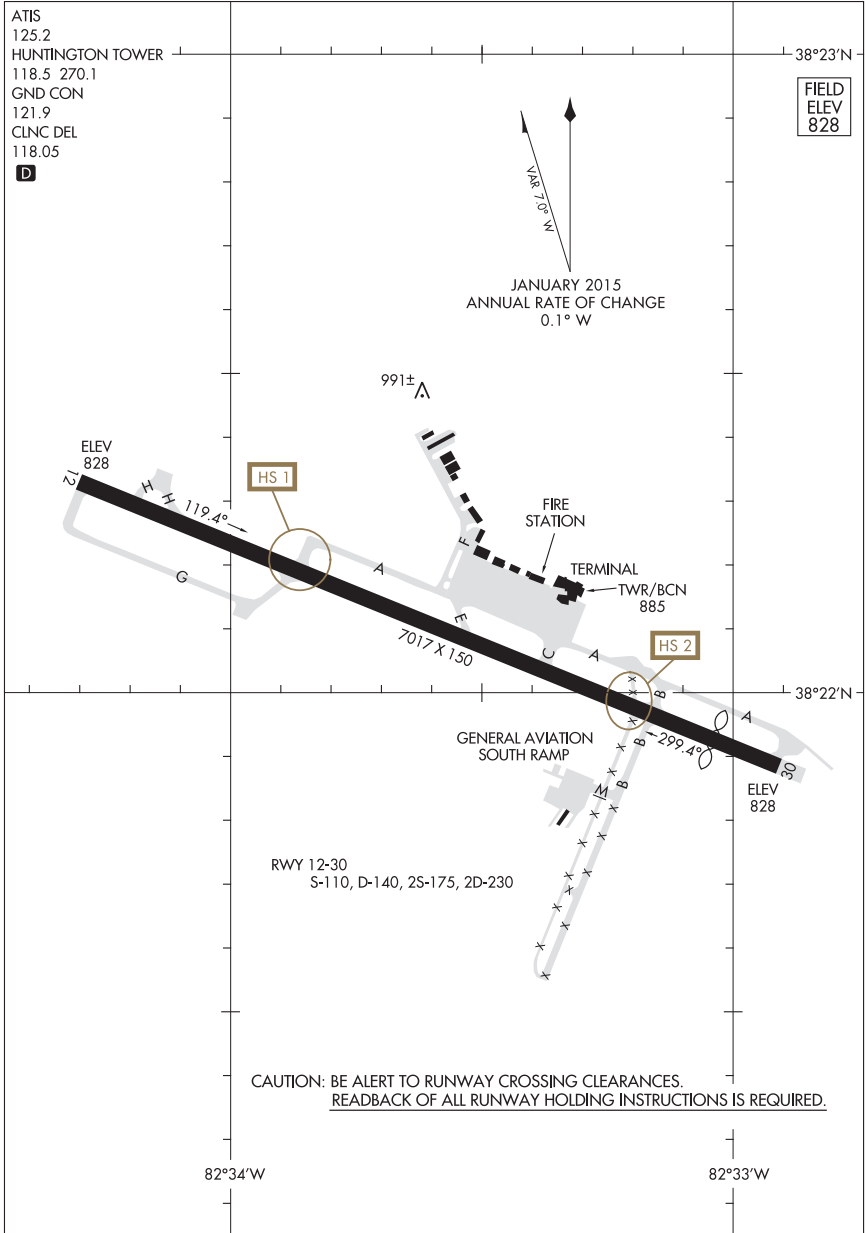 ATIS
125.2
HUNTINGTON TOWER
118.5 270.1
GND CON
121.9
CLNC DEL
118.05
D
38°23'N
FIELD
ELEV
828
VAR 7.0° W
JANUARY 2015
ANNUAL RATE OF CHANGE
0.1° W
991±
ELEV
828
12
HS 1
H
H
119.4°
G
A
F
FIRE
STATION
TERMINAL
TWR/BCN
885
E
7017 X 150
C
A
HS 2
38°22'N
B
A
GENERAL AVIATION
SOUTH RAMP
B
299.4°
B
M
30
ELEV
828
RWY 12-30
S-110, D-140, 2S-175, 2D-230
CAUTION: BE ALERT TO RUNWAY CROSSING CLEARANCES.
READBACK OF ALL RUNWAY HOLDING INSTRUCTIONS IS REQUIRED.
82°34'W
82°33'W